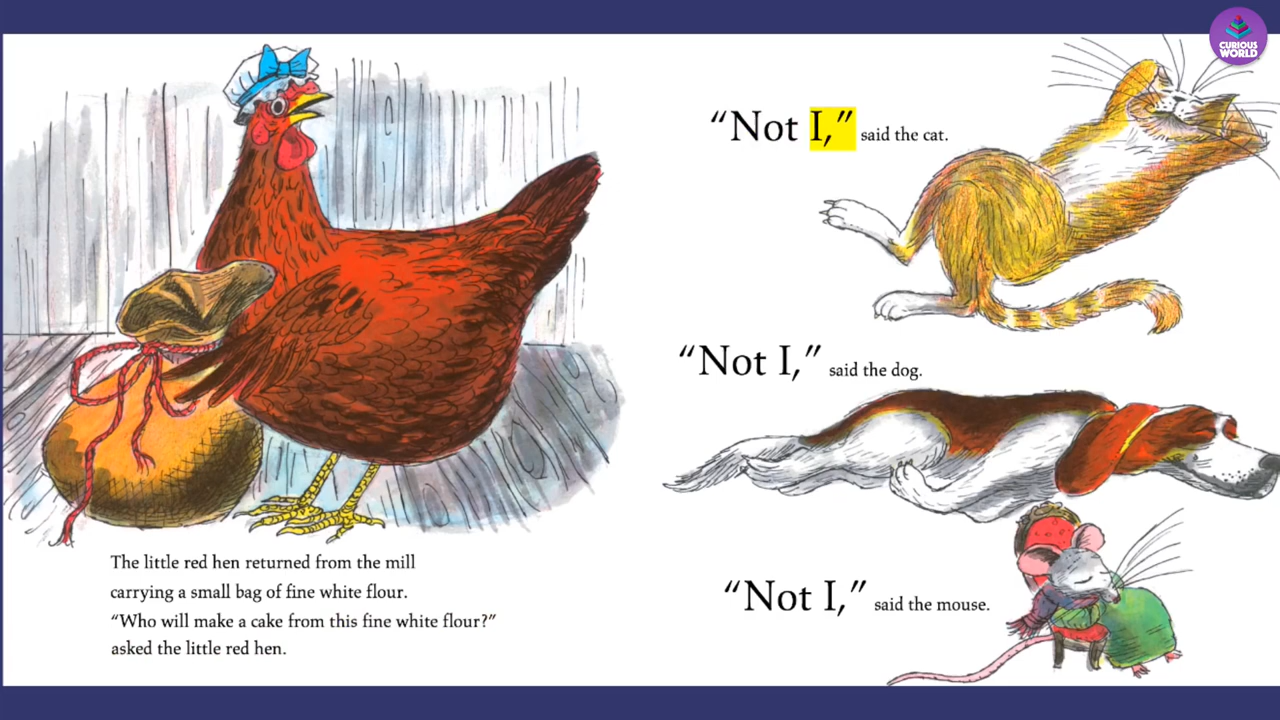 CURIOUS
WORLD
The little red hen returned from the mill
carrying a small bag of fine white flour.
“Who will make a cake from this fine white flour?”
asked the little red hen.
“Not I,” said the cat.
“Not I,” said the dog.
“Not I,” said the mouse.